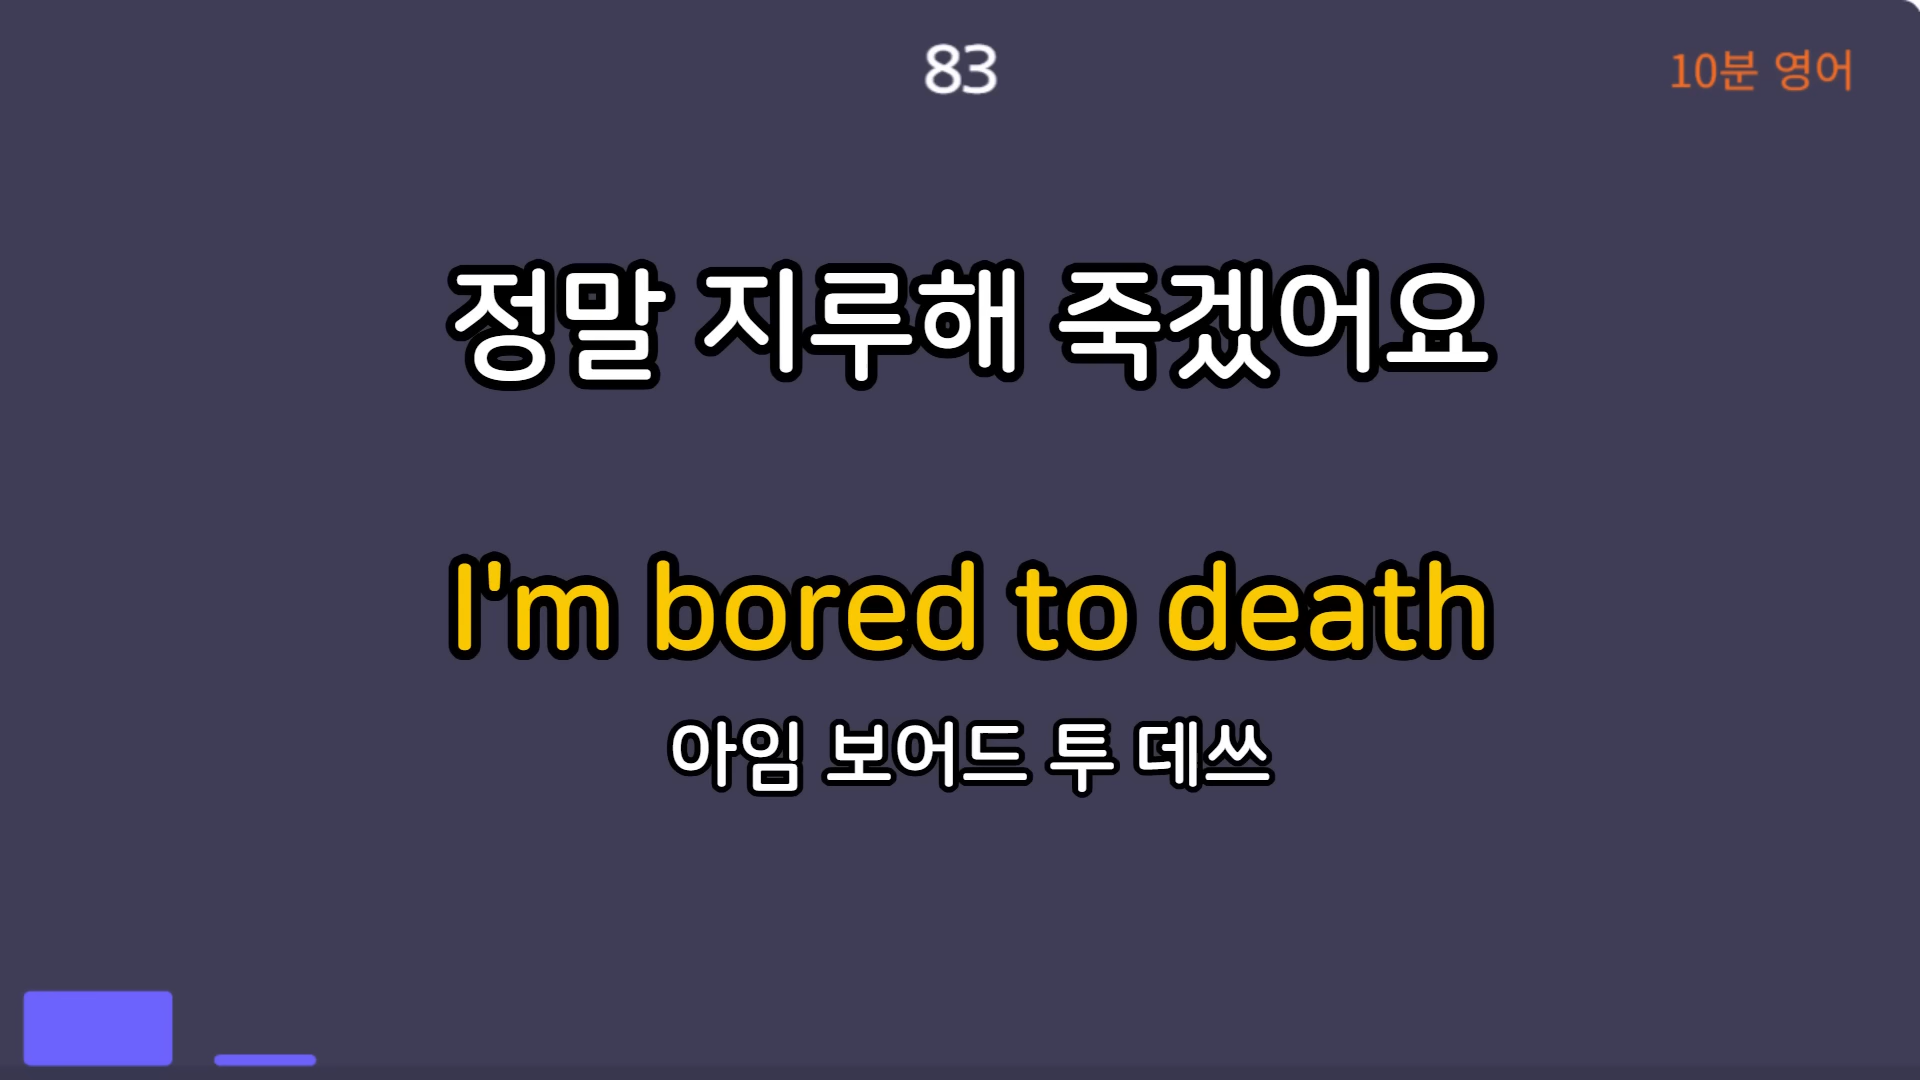 83
10분 영어
정말 지루해 죽겠어요
I'm bored to death
아임 보어드 투 데쓰